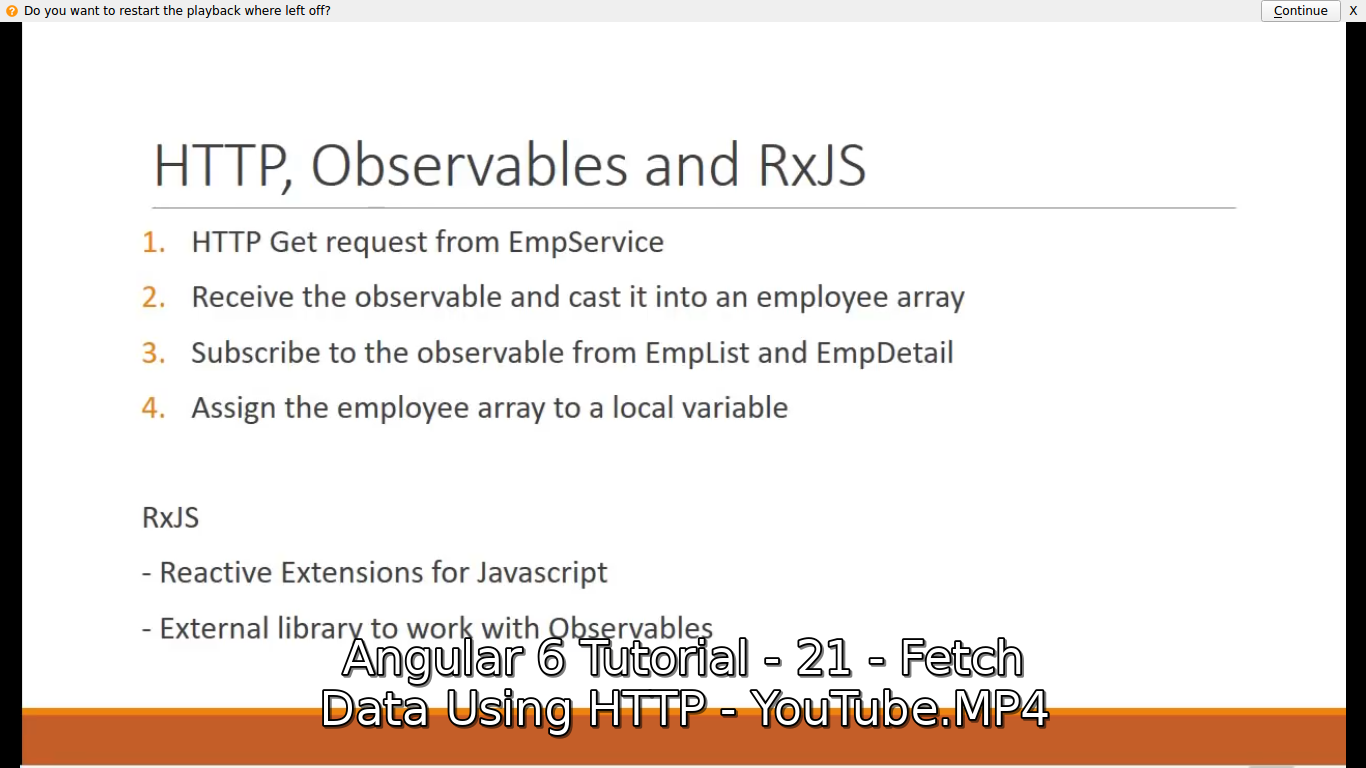 Do you want to restart the playback where left off?
Continue
X
HTTP, Observables and RxJS
1. HTTP Get request from EmpService
2. Receive the observable and cast it into an employee array
3. Subscribe to the observable from EmpList and EmpDetail
4. Assign the employee array to a local variable
RxJS
- Reactive Extensions for Javascript
- External library to work with Observables
Angular 6 Tutorial - 21 - Fetch
Data Using HTTP - YouTube.MP4